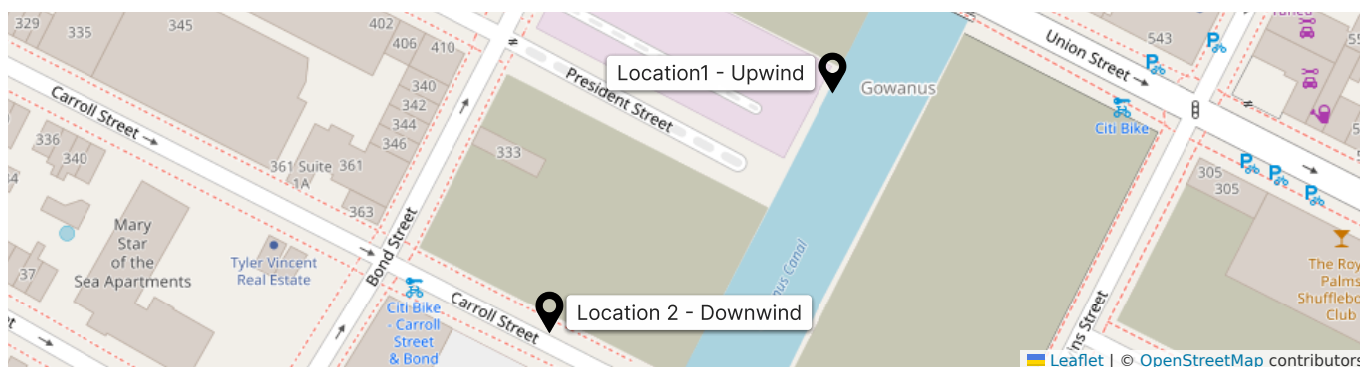 329
335
345
402
406
410
340
342
344
346
Carroll Street
336
340
361 Suite
1A
361
363
Mary
Star
of the
Sea Apartments
37
Tyler Vincent
Real Estate
Bond Street
Citi Bike
- Carroll
Street
& Bond
Carroll Street
333
President Street
Location1 - Upwind
Gowanus
Location 2 - Downwind
Union Street
543
Citi Bike
305
305
The Roy
Palms
Shufflebo
Club
Leaflet | © OpenStreetMap contributors